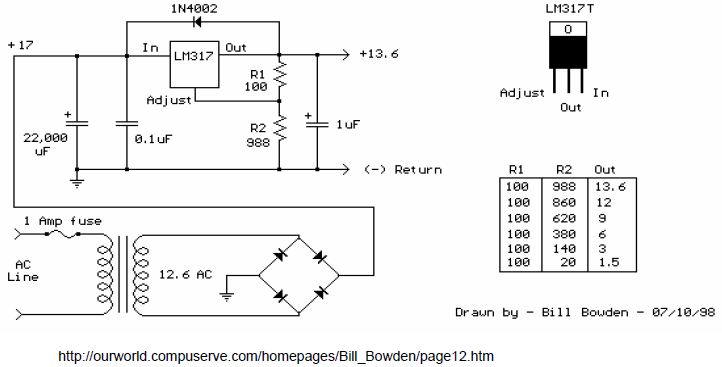 1N4002
+17
In
LM317
Out
+13.6
Adjust
R1
100
R2
988
+
22,000
uF
0.1uF
+
1uF
(-) Return
1 Amp fuse
AC
Line
12.6 AC
LM317T
0
Adjust
In
Out
R1 R2 Out
100 988 13.6
100 860 12
100 620 9
100 380 6
100 140 3
100 20 1.5
Drawn by - Bill Bowden - 07/10/98
http://ourworld.compuserve.com/homepages/Bill_Bowden/page12.htm